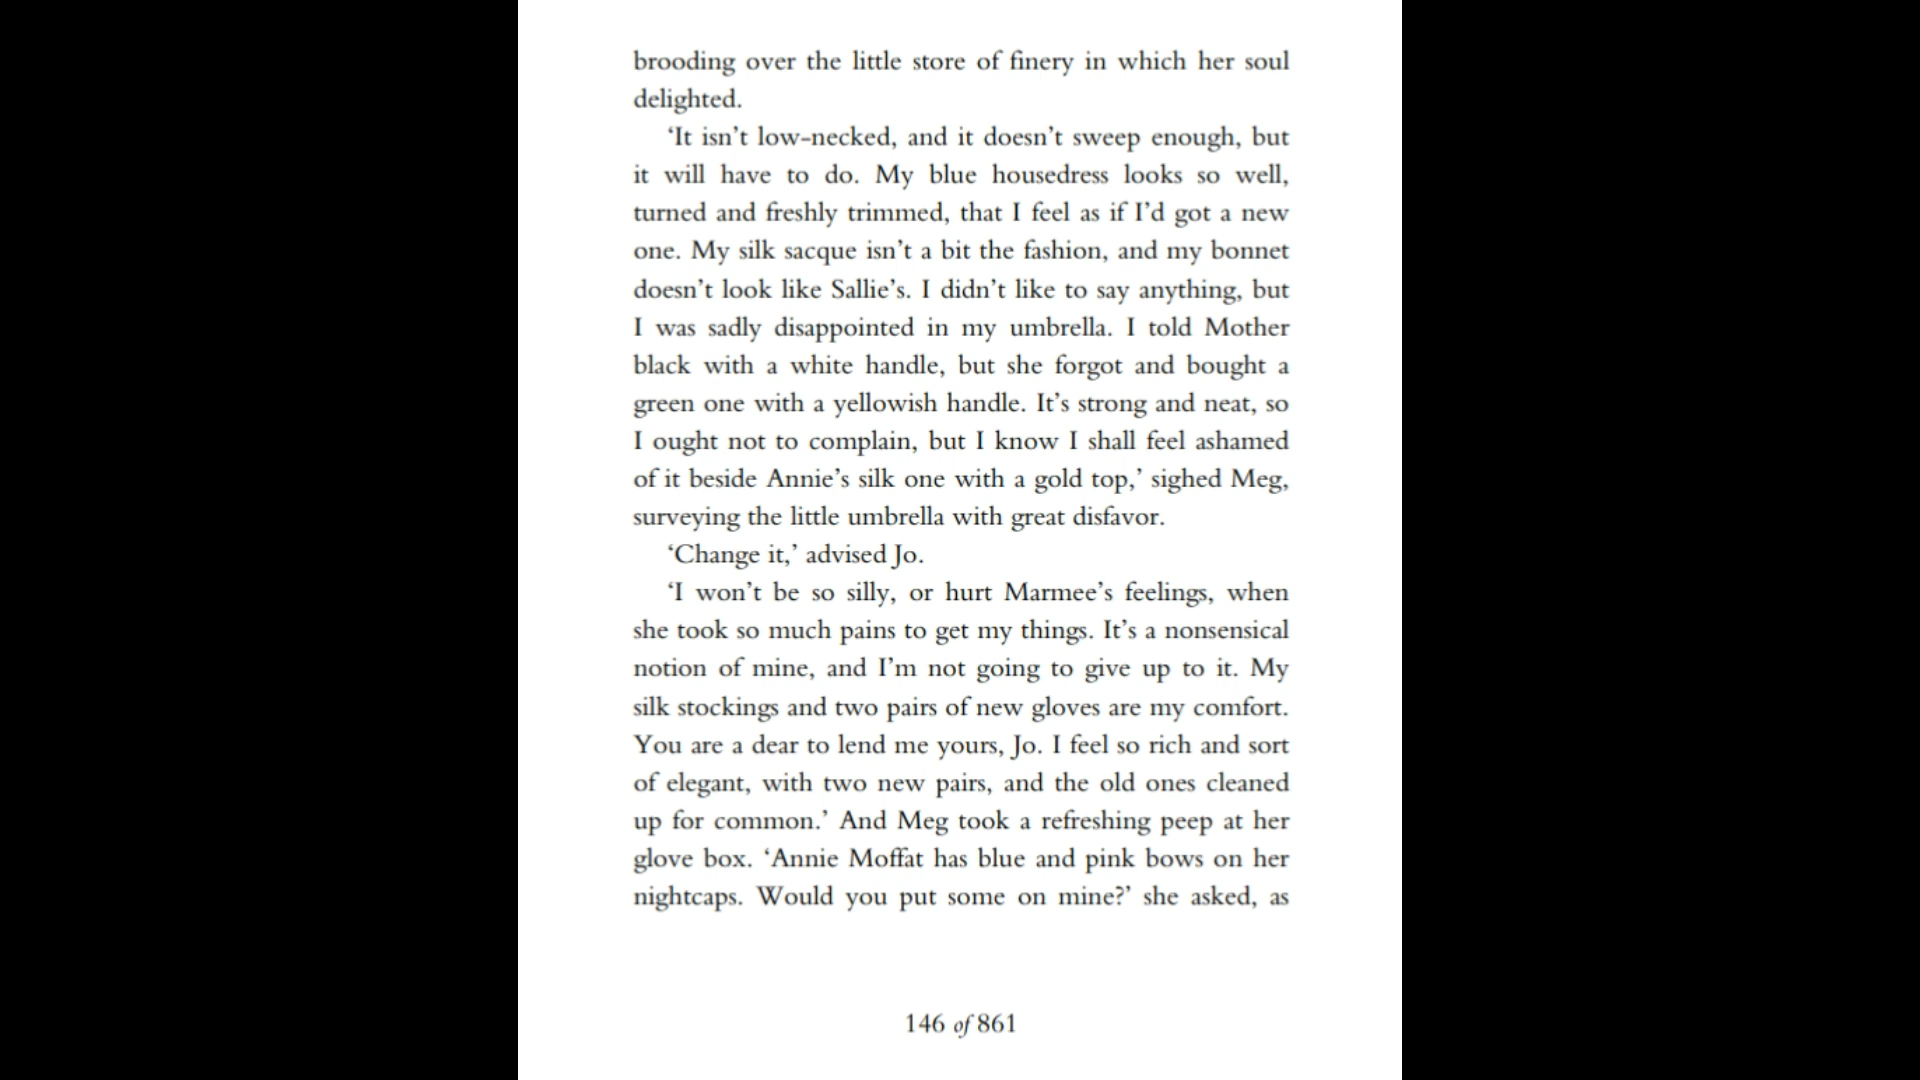 brooding over the little store of finery in which her soul
delighted.
‘It isn’t low-necked, and it doesn’t sweep enough, but
it will have to do. My blue housedress looks so well,
turned and freshly trimmed, that I feel as if I’d got a new
one. My silk sacque isn’t a bit the fashion, and my bonnet
doesn’t look like Sallie’s. I didn’t like to say anything, but
I was sadly disappointed in my umbrella. I told Mother
black with a white handle, but she forgot and bought a
green one with a yellowish handle. It’s strong and neat, so
I ought not to complain, but I know I shall feel ashamed
of it beside Annie’s silk one with a gold top,’ sighed Meg,
surveying the little umbrella with great disfavor.
‘Change it,’ advised Jo.
‘I won’t be so silly, or hurt Marmee’s feelings, when
she took so much pains to get my things. It’s a nonsensical
notion of mine, and I’m not going to give up to it. My
silk stockings and two pairs of new gloves are my comfort.
You are a dear to lend me yours, Jo. I feel so rich and sort
of elegant, with two new pairs, and the old ones cleaned
up for common.’ And Meg took a refreshing peep at her
glove box. ‘Annie Moffat has blue and pink bows on her
nightcaps. Would you put some on mine?’ she asked, as
146 of 861